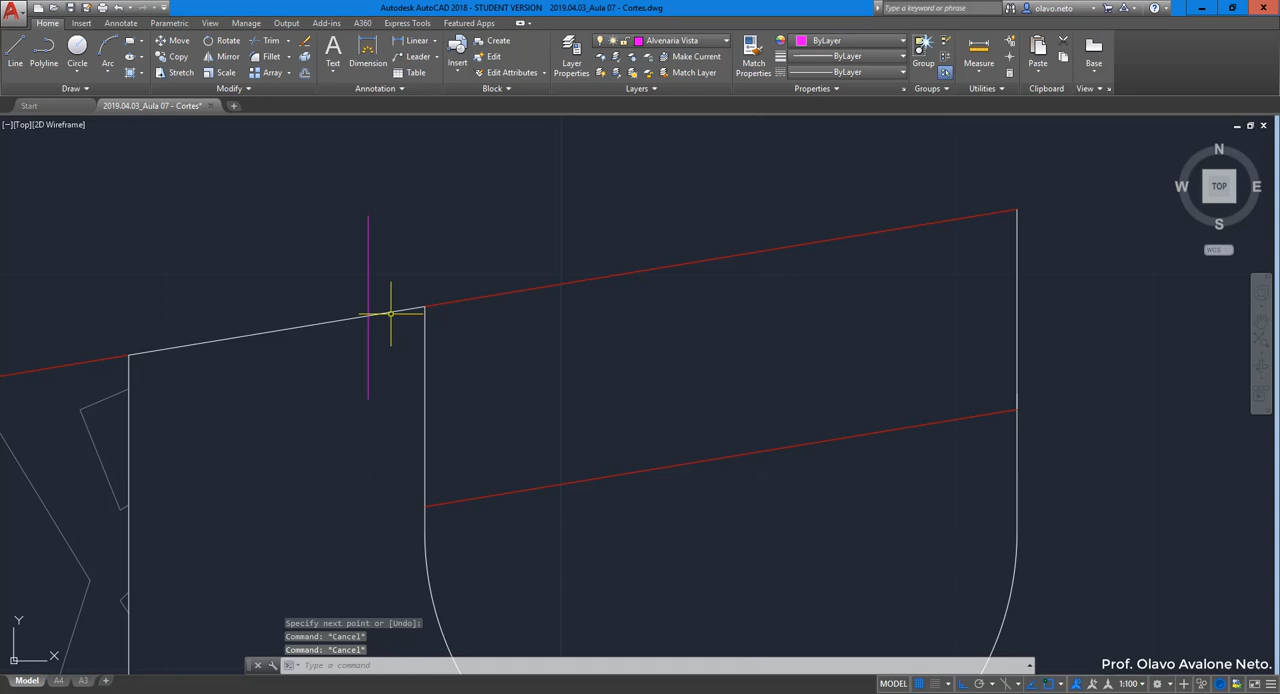 Autodesk AutoCAD 2018 - STUDENT VERSION 2019.04.03_Aula 07 - Cortes.dwg
Type a keyword or phrase
olavo.neto
Home Insert Annotate Parametric View Manage Output Add-ins A360 Express Tools Featured Apps
Line Polyline Circle Arc
Move Rotate Trim
Copy Mirror Fillet
Stretch Scale Array
Text Dimension
Linear
Leader
Table
Insert
Create
Edit
Edit Attributes
Layer Properties
Alvenaria Vista
Make Current
Match Layer
Match Properties
ByLayer
ByLayer
ByLayer
Group
Measure
Paste
Base
Draw Modify Annotation Block Layers Properties Groups Utilities Clipboard View
Start 2019.04.03_Aula 07 - Cortes*
[−][Top][2D Wireframe]
N
W TOP E
S
WCS
Specify next point or [Undo]:
Command: *Cancel*
Command: *Cancel*
Type a command
Y
X
Prof. Olavo Avalone Neto.
Model A4 A3
MODEL 1:100